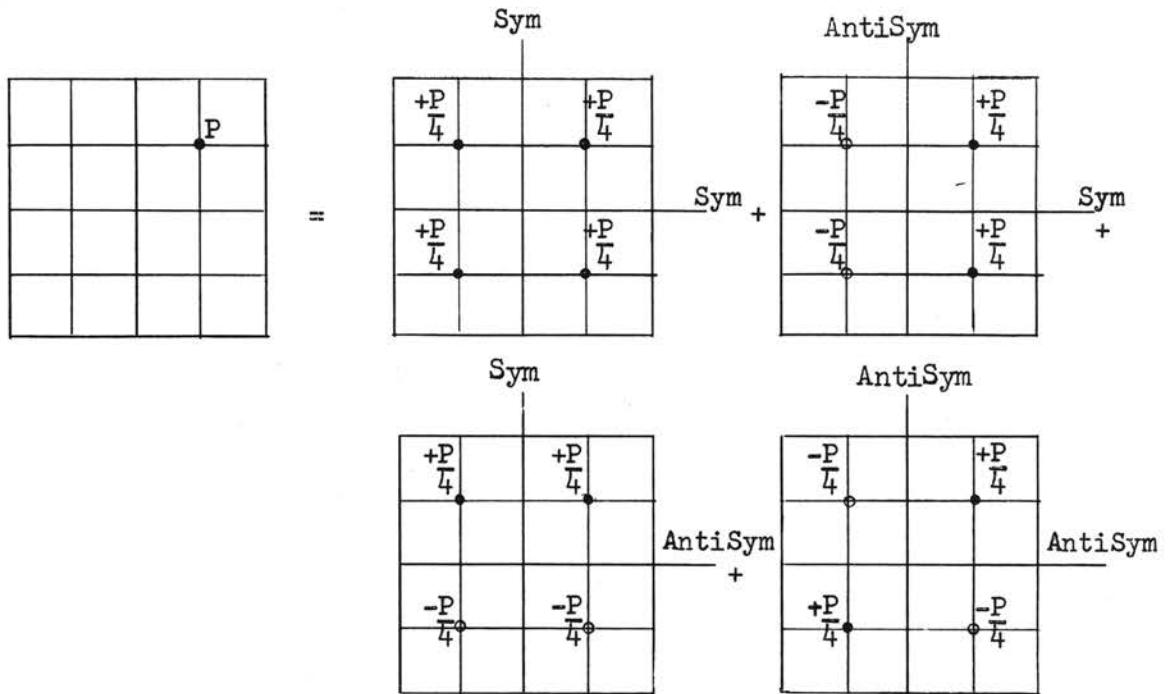 Sym
AntiSym
P
+P/4 +P/4
-P/4 +P/4
= Sym + Sym
+
+P/4 +P/4
-P/4 +P/4
Sym
AntiSym
+P/4 +P/4
-P/4 +P/4
AntiSym
+
AntiSym
-P/4 -P/4
+P/4 -P/4